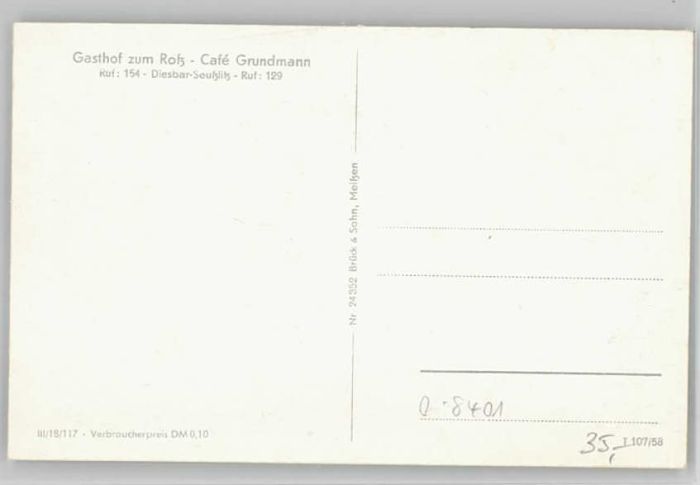 Gasthof zum Roß - Café Grundmann
Ruf: 154 - Diesbar-Seußlitz - Ruf: 129
Nr 24352 Brück & Sohn, Meißen
O-8401
III/18/117 - Verbraucherpreis DM 0,10
35,-
T 107/58